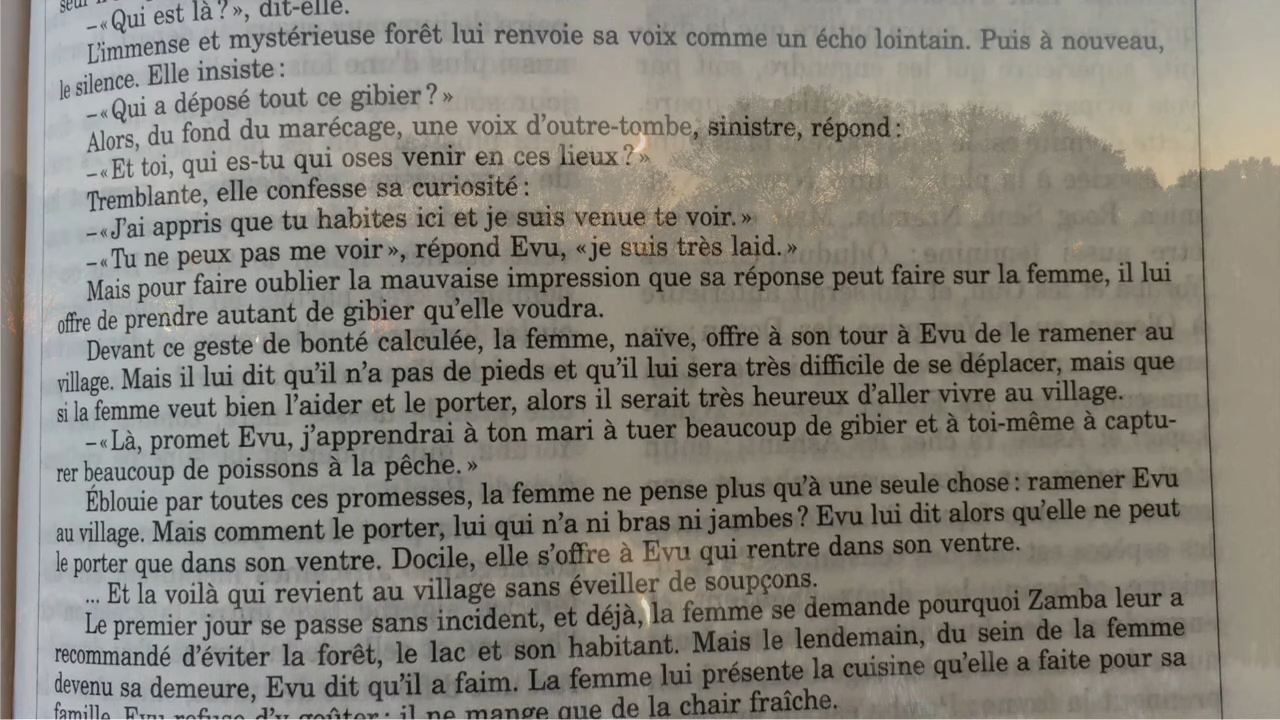 –«Qui est là?», dit-elle.
L'immense et mystérieuse forêt lui renvoie sa voix comme un écho lointain. Puis à nouveau,
le silence. Elle insiste :
–«Qui a déposé tout ce gibier?»
Alors, du fond du marécage, une voix d'outre-tombe, sinistre, répond :
–«Et toi, qui es-tu qui oses venir en ces lieux?»
Tremblante, elle confesse sa curiosité :
–«J'ai appris que tu habites ici et je suis venue te voir.»
–«Tu ne peux pas me voir», répond Evu, «je suis très laid.»
Mais pour faire oublier la mauvaise impression que sa réponse peut faire sur la femme, il lui
offre de prendre autant de gibier qu'elle voudra.
Devant ce geste de bonté calculée, la femme, naïve, offre à son tour à Evu de le ramener au
village. Mais il lui dit qu'il n'a pas de pieds et qu'il lui sera très difficile de se déplacer, mais que
si la femme veut bien l'aider et le porter, alors il serait très heureux d'aller vivre au village.
–«Là, promet Evu, j'apprendrai à ton mari à tuer beaucoup de gibier et à toi-même à captu-
rer beaucoup de poissons à la pêche.»
Éblouie par toutes ces promesses, la femme ne pense plus qu'à une seule chose : ramener Evu
au village. Mais comment le porter, lui qui n'a ni bras ni jambes? Evu lui dit alors qu'elle ne peut
le porter que dans son ventre. Docile, elle s'offre à Evu qui rentre dans son ventre.
... Et la voilà qui revient au village sans éveiller de soupçons.
Le premier jour se passe sans incident, et déjà, la femme se demande pourquoi Zamba leur a
recommandé d'éviter la forêt, le lac et son habitant. Mais le lendemain, du sein de la femme
devenu sa demeure, Evu dit qu'il a faim. La femme lui présente la cuisine qu'elle a faite pour sa
famille. Evu refuse d'y goûter : il ne mange que de la chair fraîche.